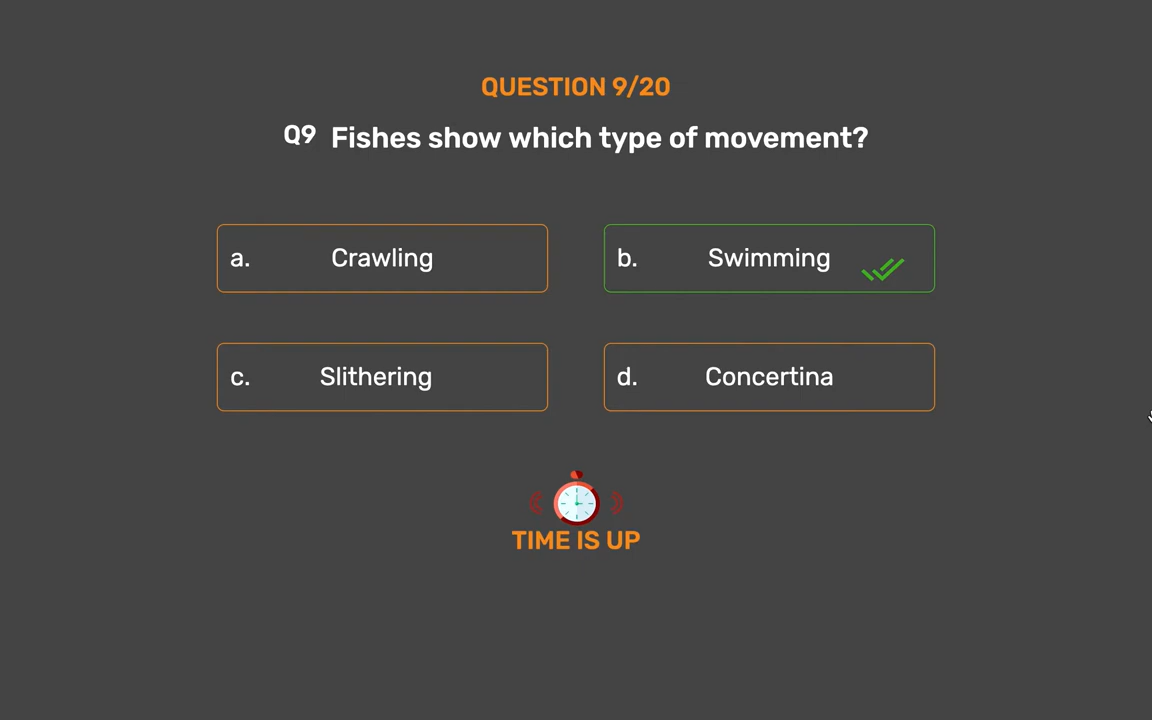 QUESTION 9/20
Q9 Fishes show which type of movement?
a. Crawling
b. Swimming
c. Slithering
d. Concertina
TIME IS UP